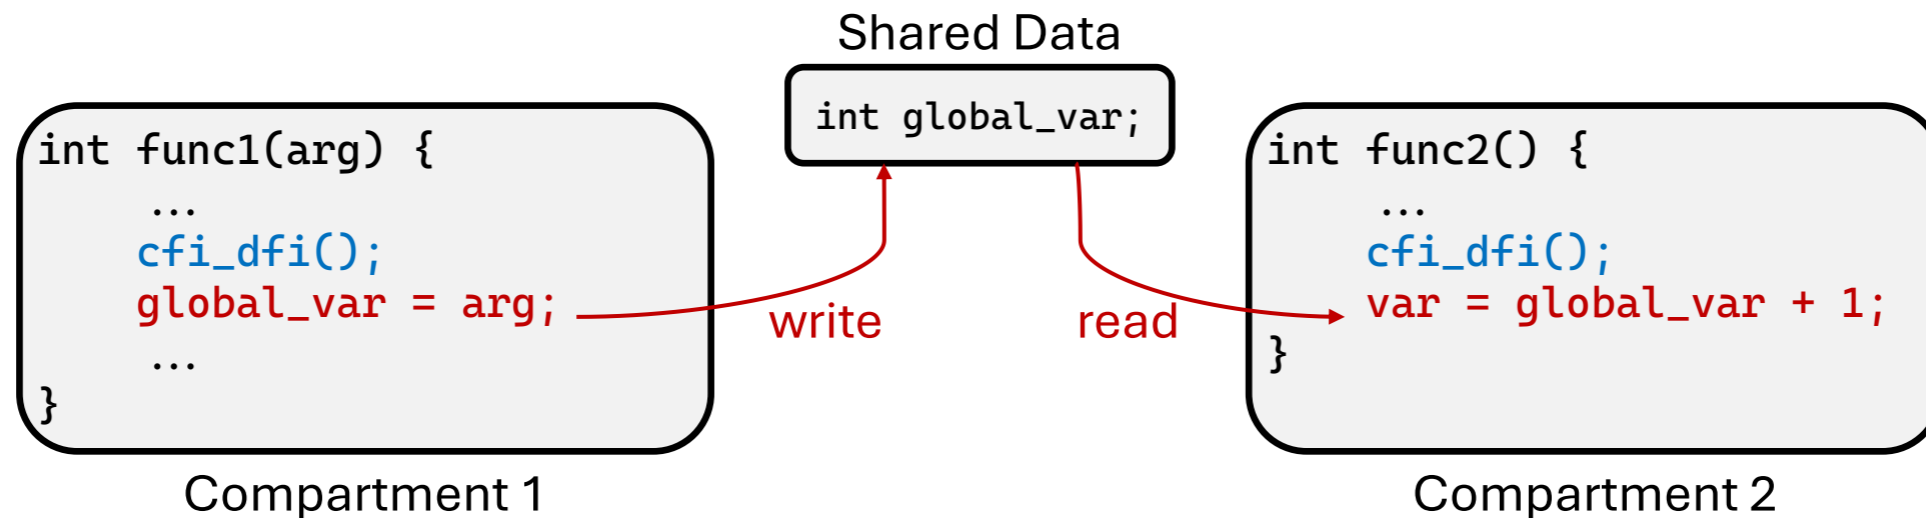 Shared Data
int global_var;
int func1(arg) {
...
cfi_dfi();
global_var = arg;
...
}
Compartment 1
write
read
int func2() {
...
cfi_dfi();
var = global_var + 1;
}
Compartment 2